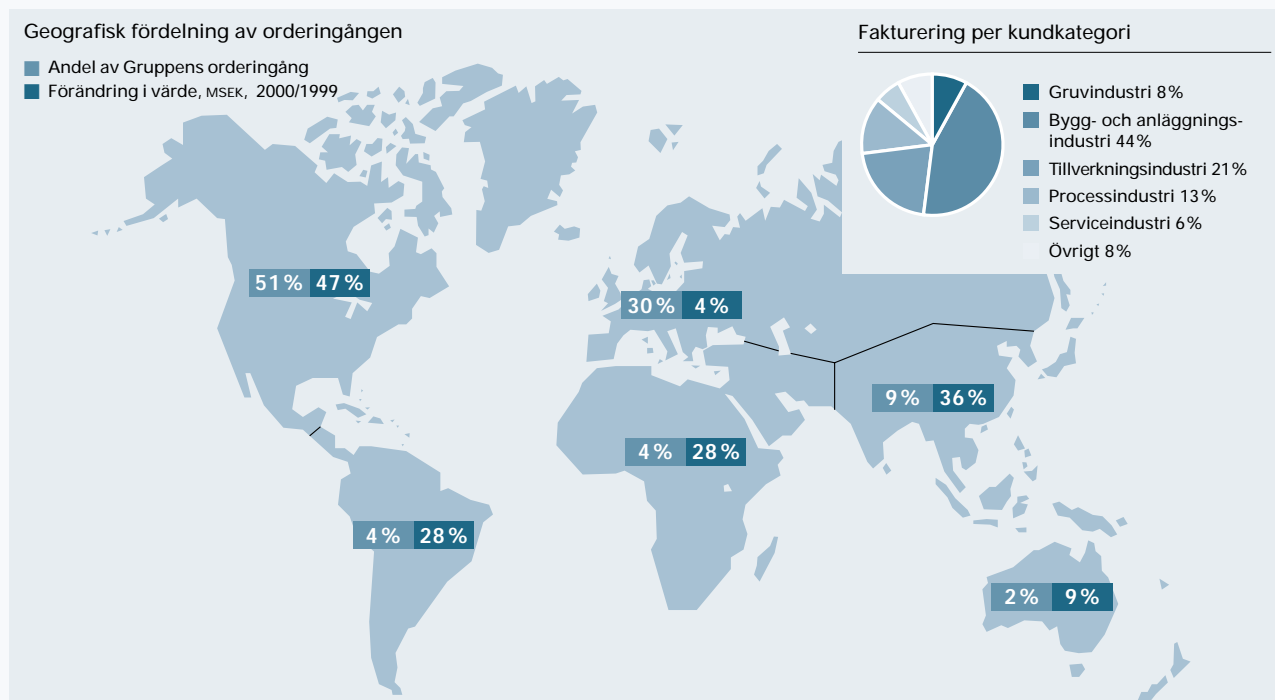 Geografisk fördelning av orderingången
Andel av Gruppens orderingång
Förändring i värde, MSEK, 2000/1999
Fakturering per kundkategori
Gruvindustri 8%
Bygg- och anläggnings-
industri 44%
Tillverkningsindustri 21%
Processindustri 13%
Serviceindustri 6%
Övrigt 8%
51% 47%
30% 4%
9% 36%
4% 28%
4% 28%
2% 9%